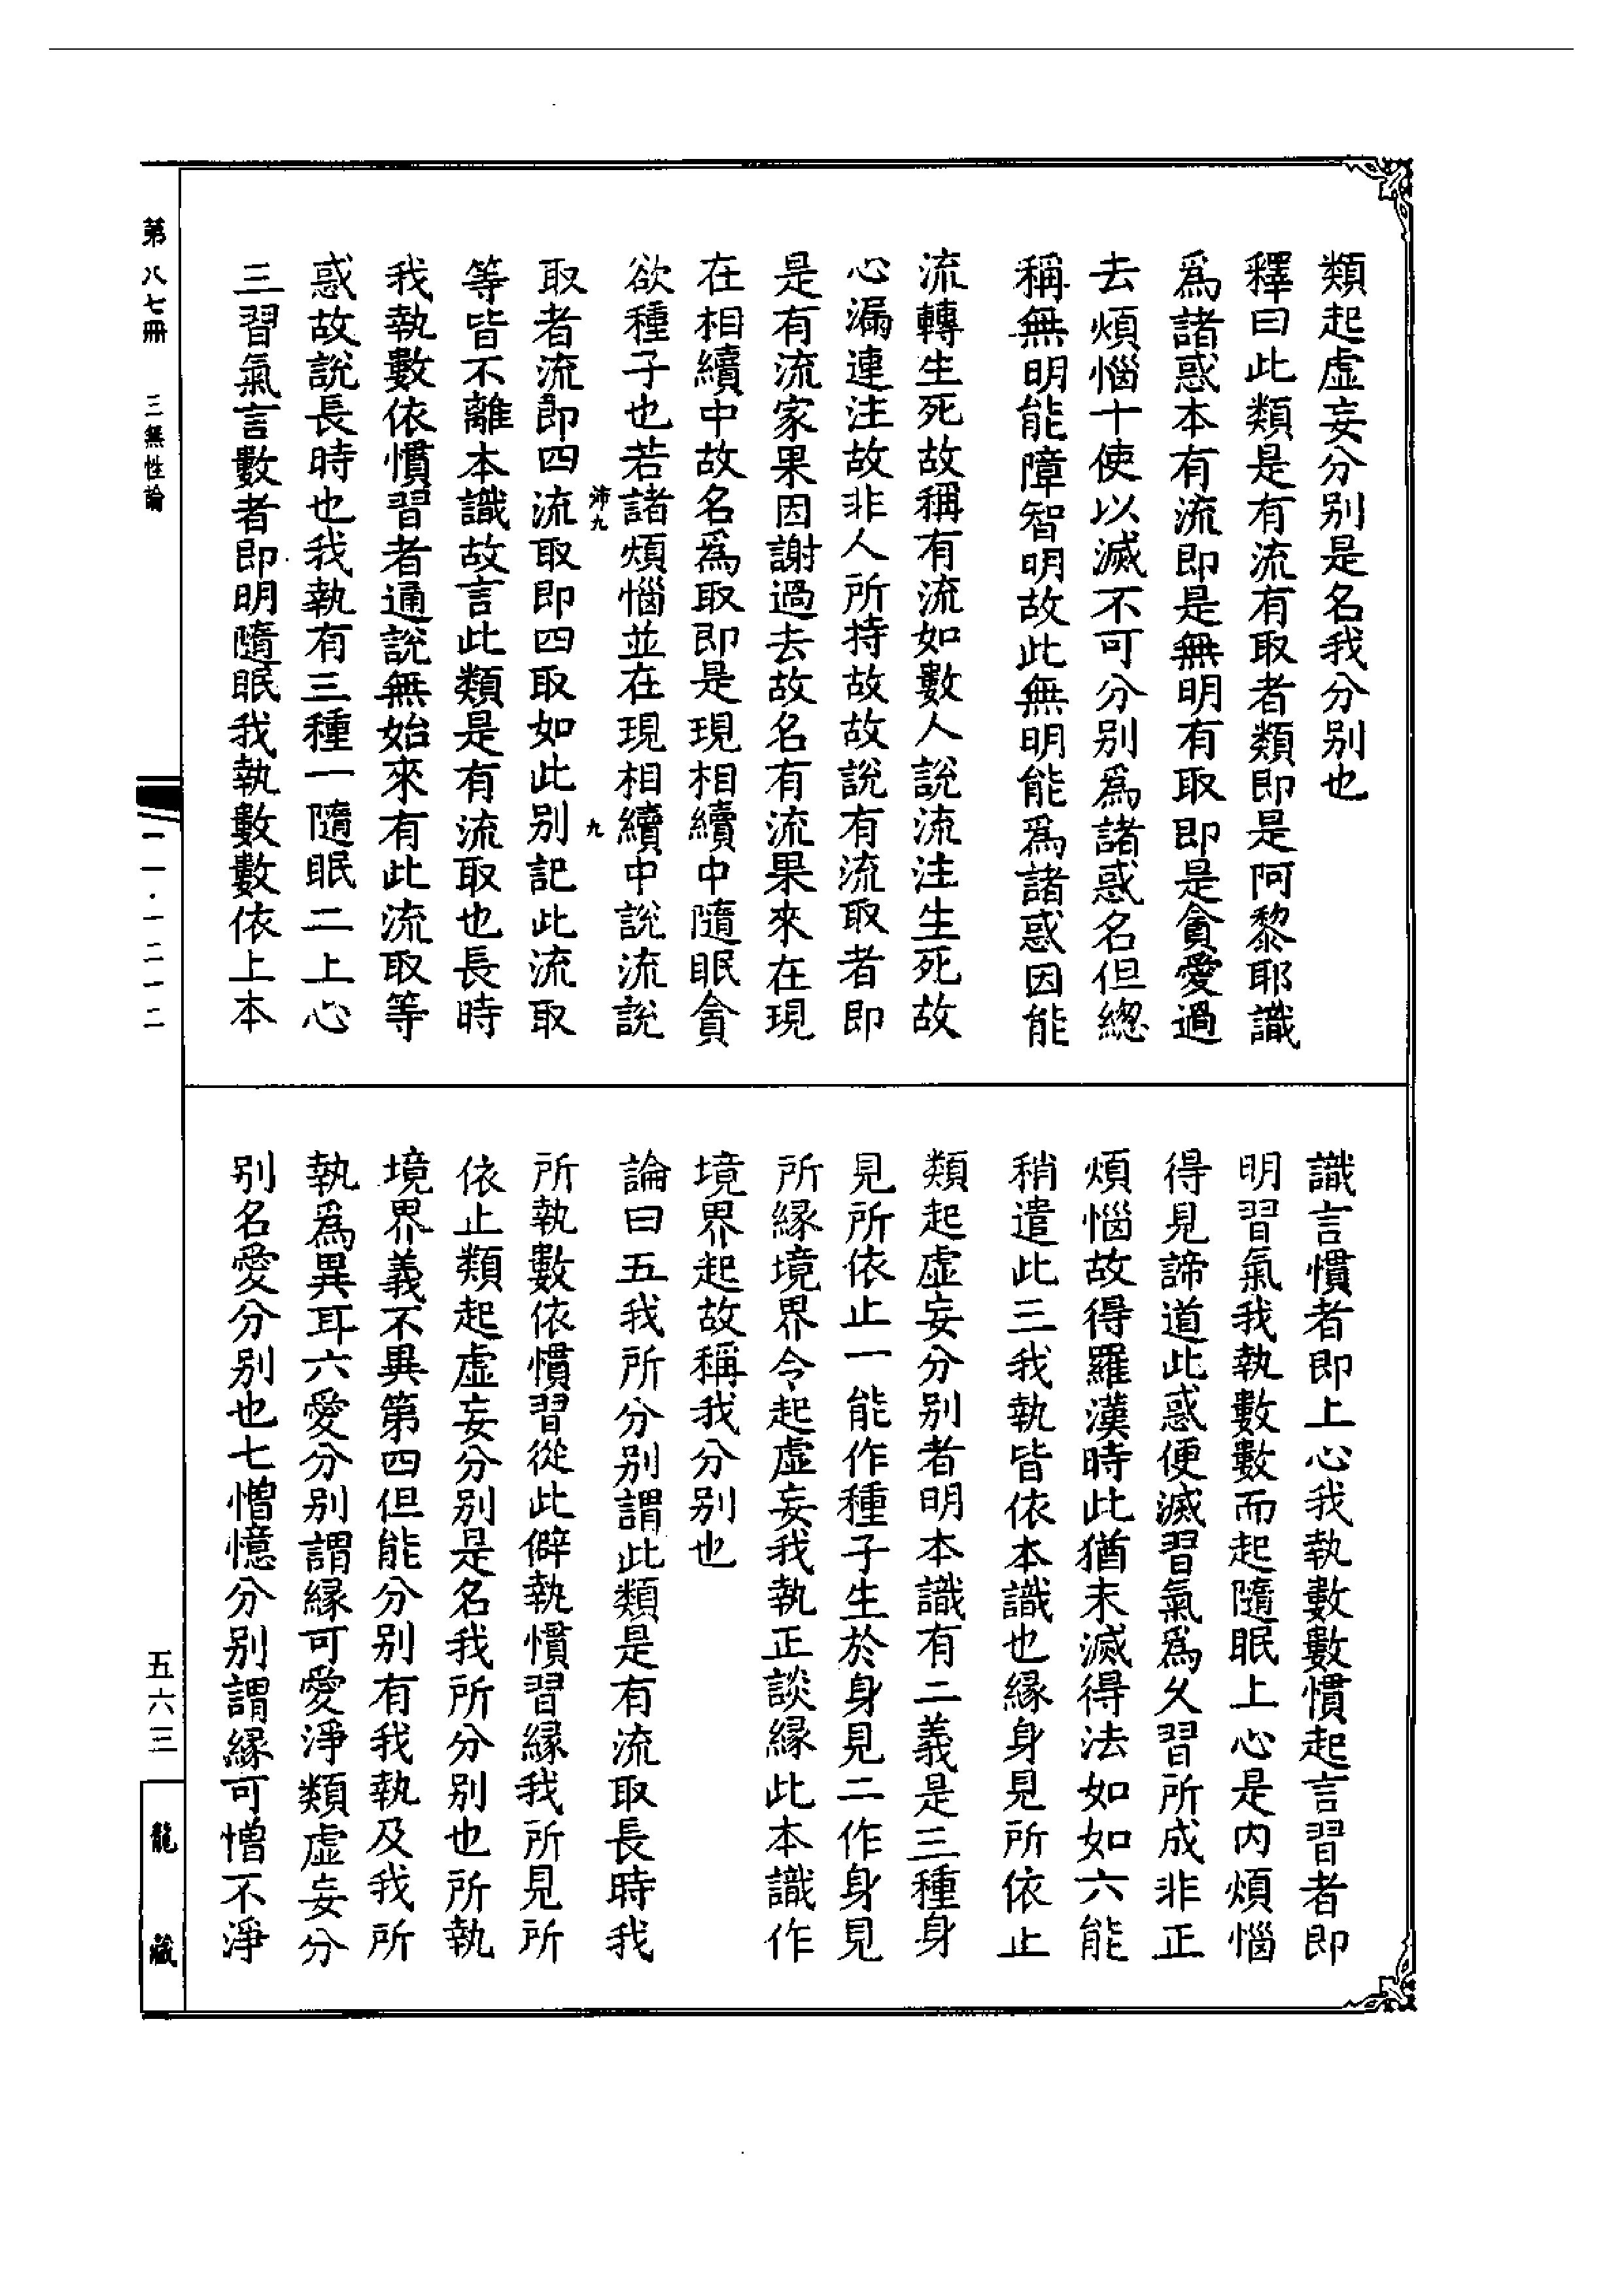 類起虛妄分別是名我分別也
釋曰此類是有流有取者類即是阿黎耶識
爲諸惑本有流即是無明有取即是貪愛過
去煩惱十使以滅不可分別爲諸惑名但總
稱無明能障智明故此無明能爲諸惑因能
流轉生死故稱有流如數人說流注生死故
心漏連注故非人所持故故說有流取者即
是有流家果因謝過去故名有流果來在現
在相續中故名爲取即是現相續中隨眠貪
欲種子也若諸煩惱並在現相續中說流說
沛九
九
取者流即四流取即四取如此別記此流取
等皆不離本識故言此類是有流取也長時
我執數依慣習者通說無始來有此流取等
惑故說長時也我執有三種一隨眠二上心
三習氣言數者即明隨眠我執數數依上本
識言慣者即上心我執數數慣起言習者即
明習氣我執數數而起隨眠上心是內煩惱
得見諦道此惑便滅習氣爲久習所成非正
煩惱故得羅漢時此猶未滅得法如如六能
稍遣此三我執皆依本識也緣身見所依止
類起虛妄分別者明本識有二義是三種身
見所依止一能作種子生於身見二作身見
所緣境界令起虛妄我執正談緣此本識作
境界起故稱我分別也
論曰五我所分別謂此類是有流取長時我
所執數依慣習從此僻執慣習緣我所見所
依止類起虛妄分別是名我所分別也所執
境界義不異第四但能分別有我執及我所
執爲異耳六愛分別謂緣可愛淨類虛妄分
別名愛分別也七憎憶分別謂緣可憎不淨
第八七冊 三無性論
一一·一二一二
五六三
龍藏